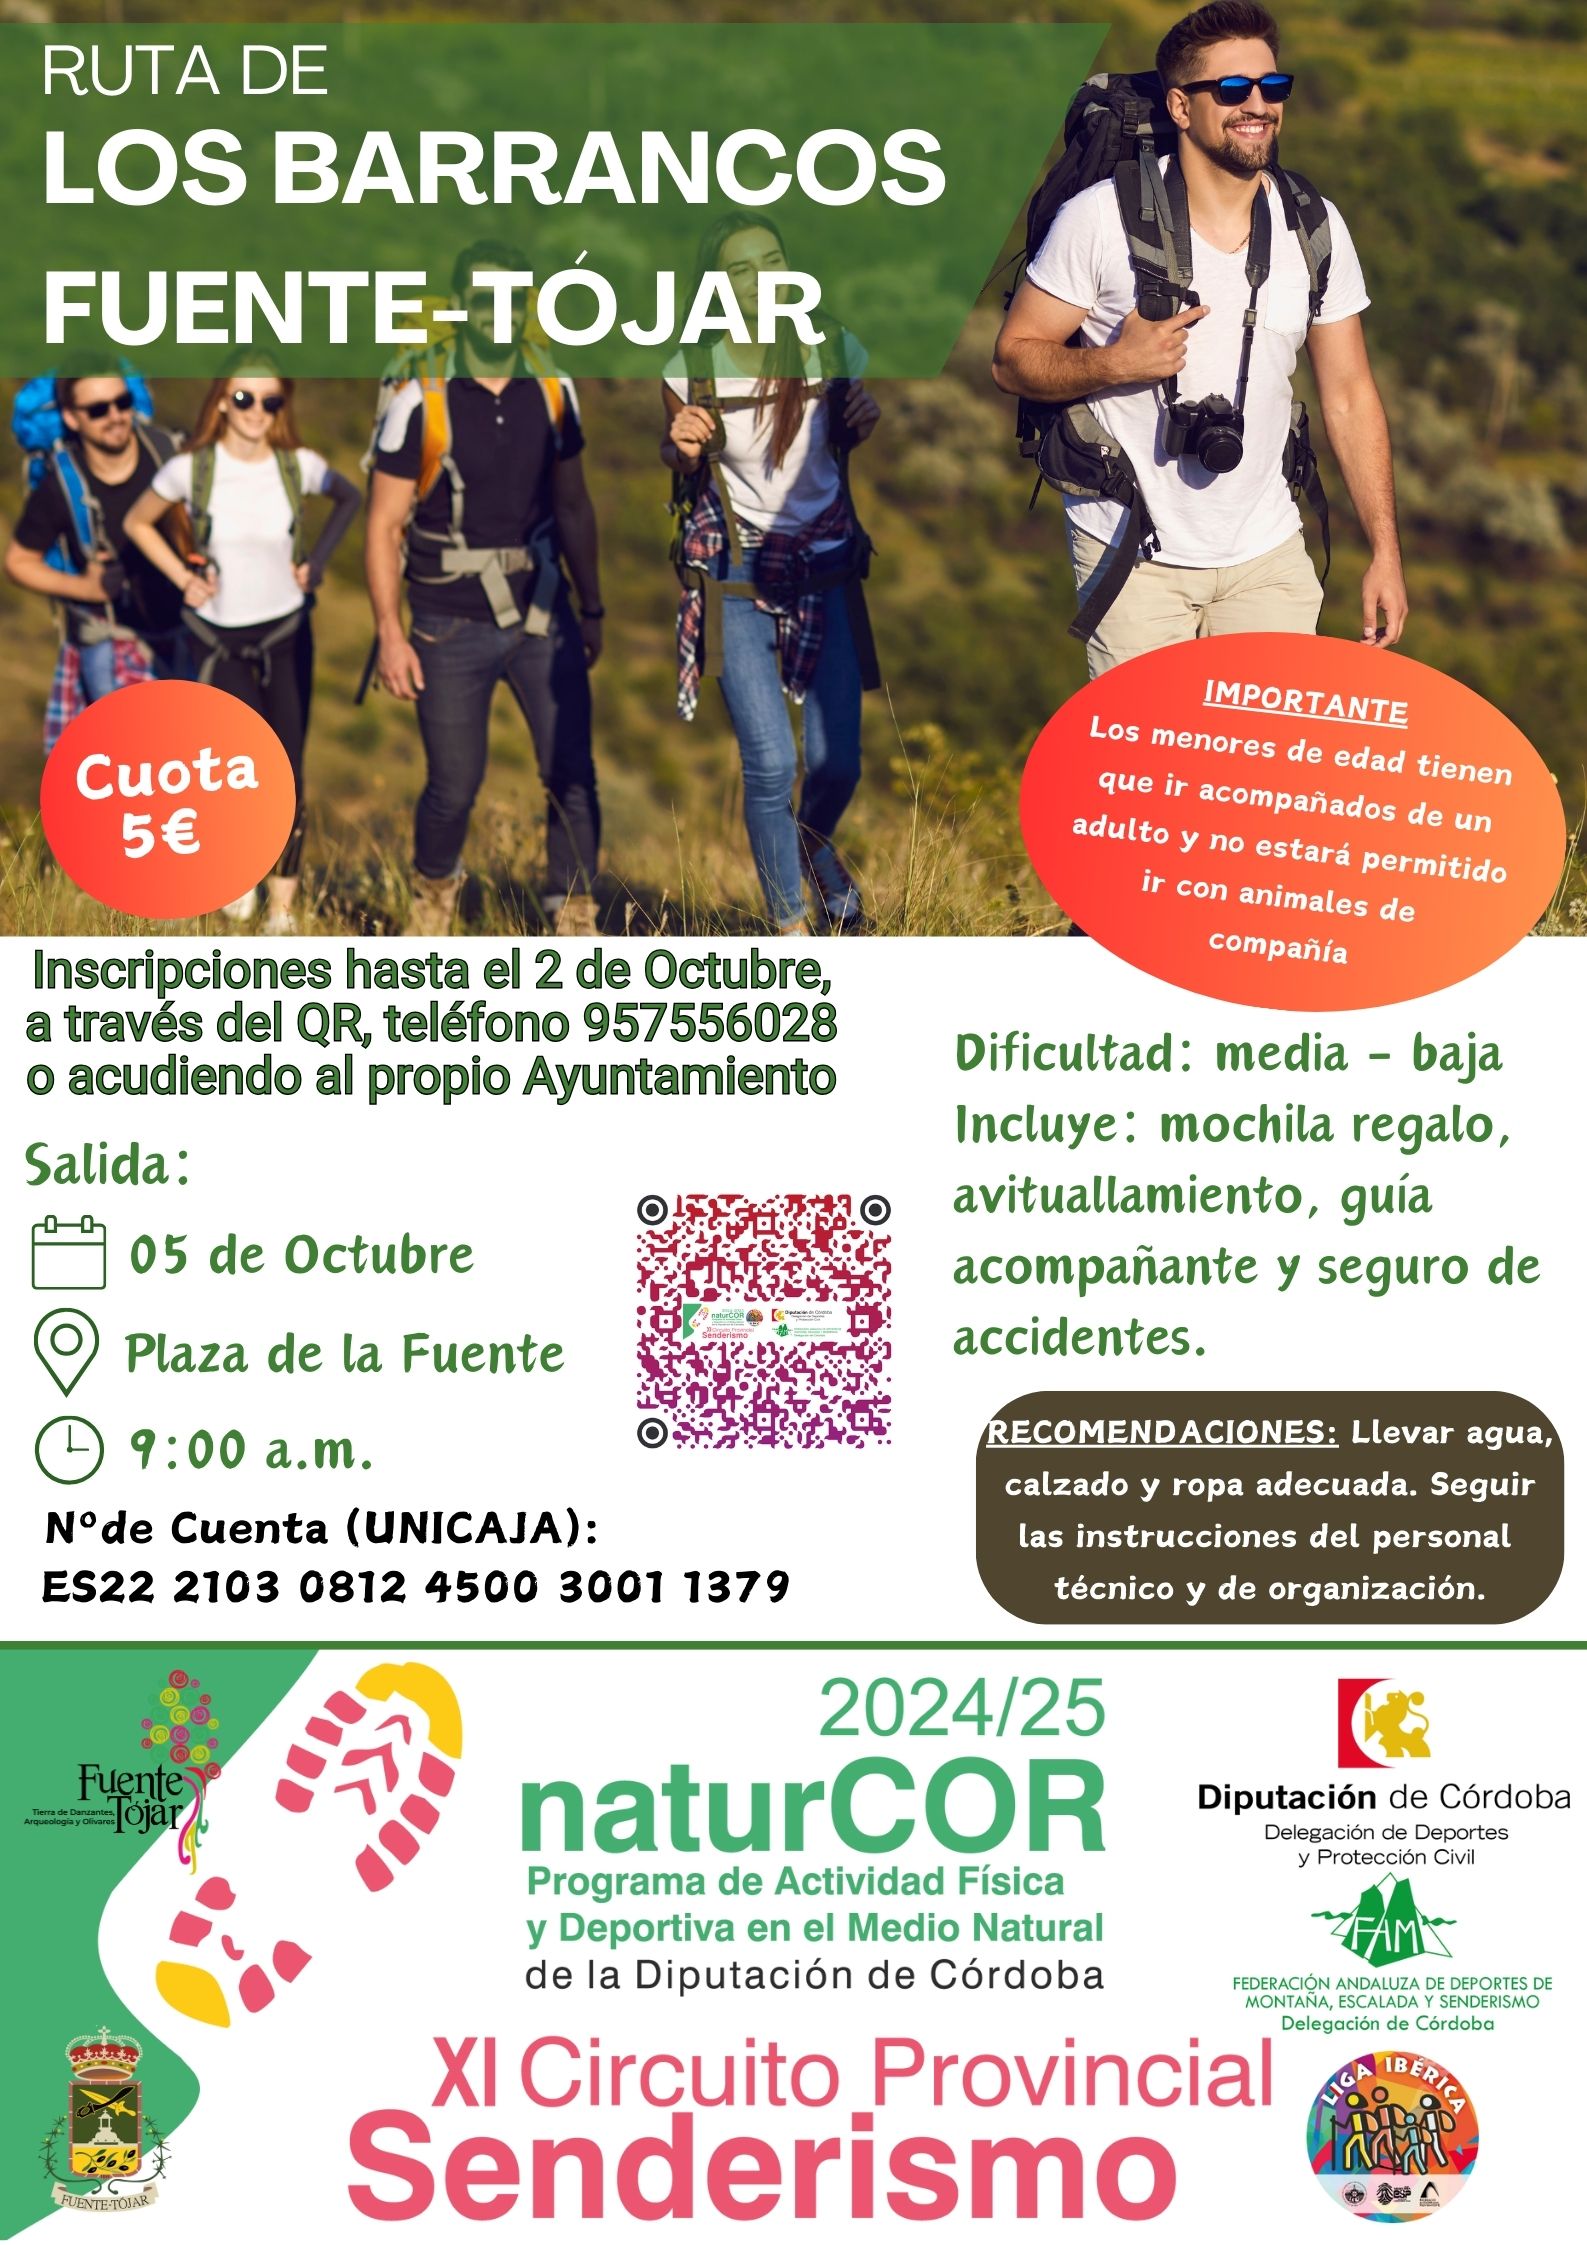 RUTA DE
LOS BARRANCOS
FUENTE-TÓJAR
Cuota
5€
IMPORTANTE
Los menores de edad tienen
que ir acompañados de un
adulto y no estará permitido
ir con animales de
compañía
Inscripciones hasta el 2 de Octubre,
a través del QR, teléfono 957556028
o acudiendo al propio Ayuntamiento
Salida:
05 de Octubre
Plaza de la Fuente
9:00 a.m.
Nºde Cuenta (UNICAJA):
ES22 2103 0812 4500 3001 1379
naturCOR
Senderismo
Diputación de Córdoba
Dificultad: media - baja
Incluye: mochila regalo,
avituallamiento, guía
acompañante y seguro de
accidentes.
RECOMENDACIONES: Llevar agua,
calzado y ropa adecuada. Seguir
las instrucciones del personal
técnico y de organización.
Fuente
Tójar
Tierra de Danzantes,
Arqueología y Olivares
FUENTE-TÓJAR
2024/25
naturCOR
Programa de Actividad Física
y Deportiva en el Medio Natural
de la Diputación de Córdoba
XI Circuito Provincial
Senderismo
Diputación de Córdoba
Delegación de Deportes
y Protección Civil
FAM
FEDERACIÓN ANDALUZA DE DEPORTES DE
MONTAÑA, ESCALADA Y SENDERISMO
Delegación de Córdoba
LIGA IBÉRICA